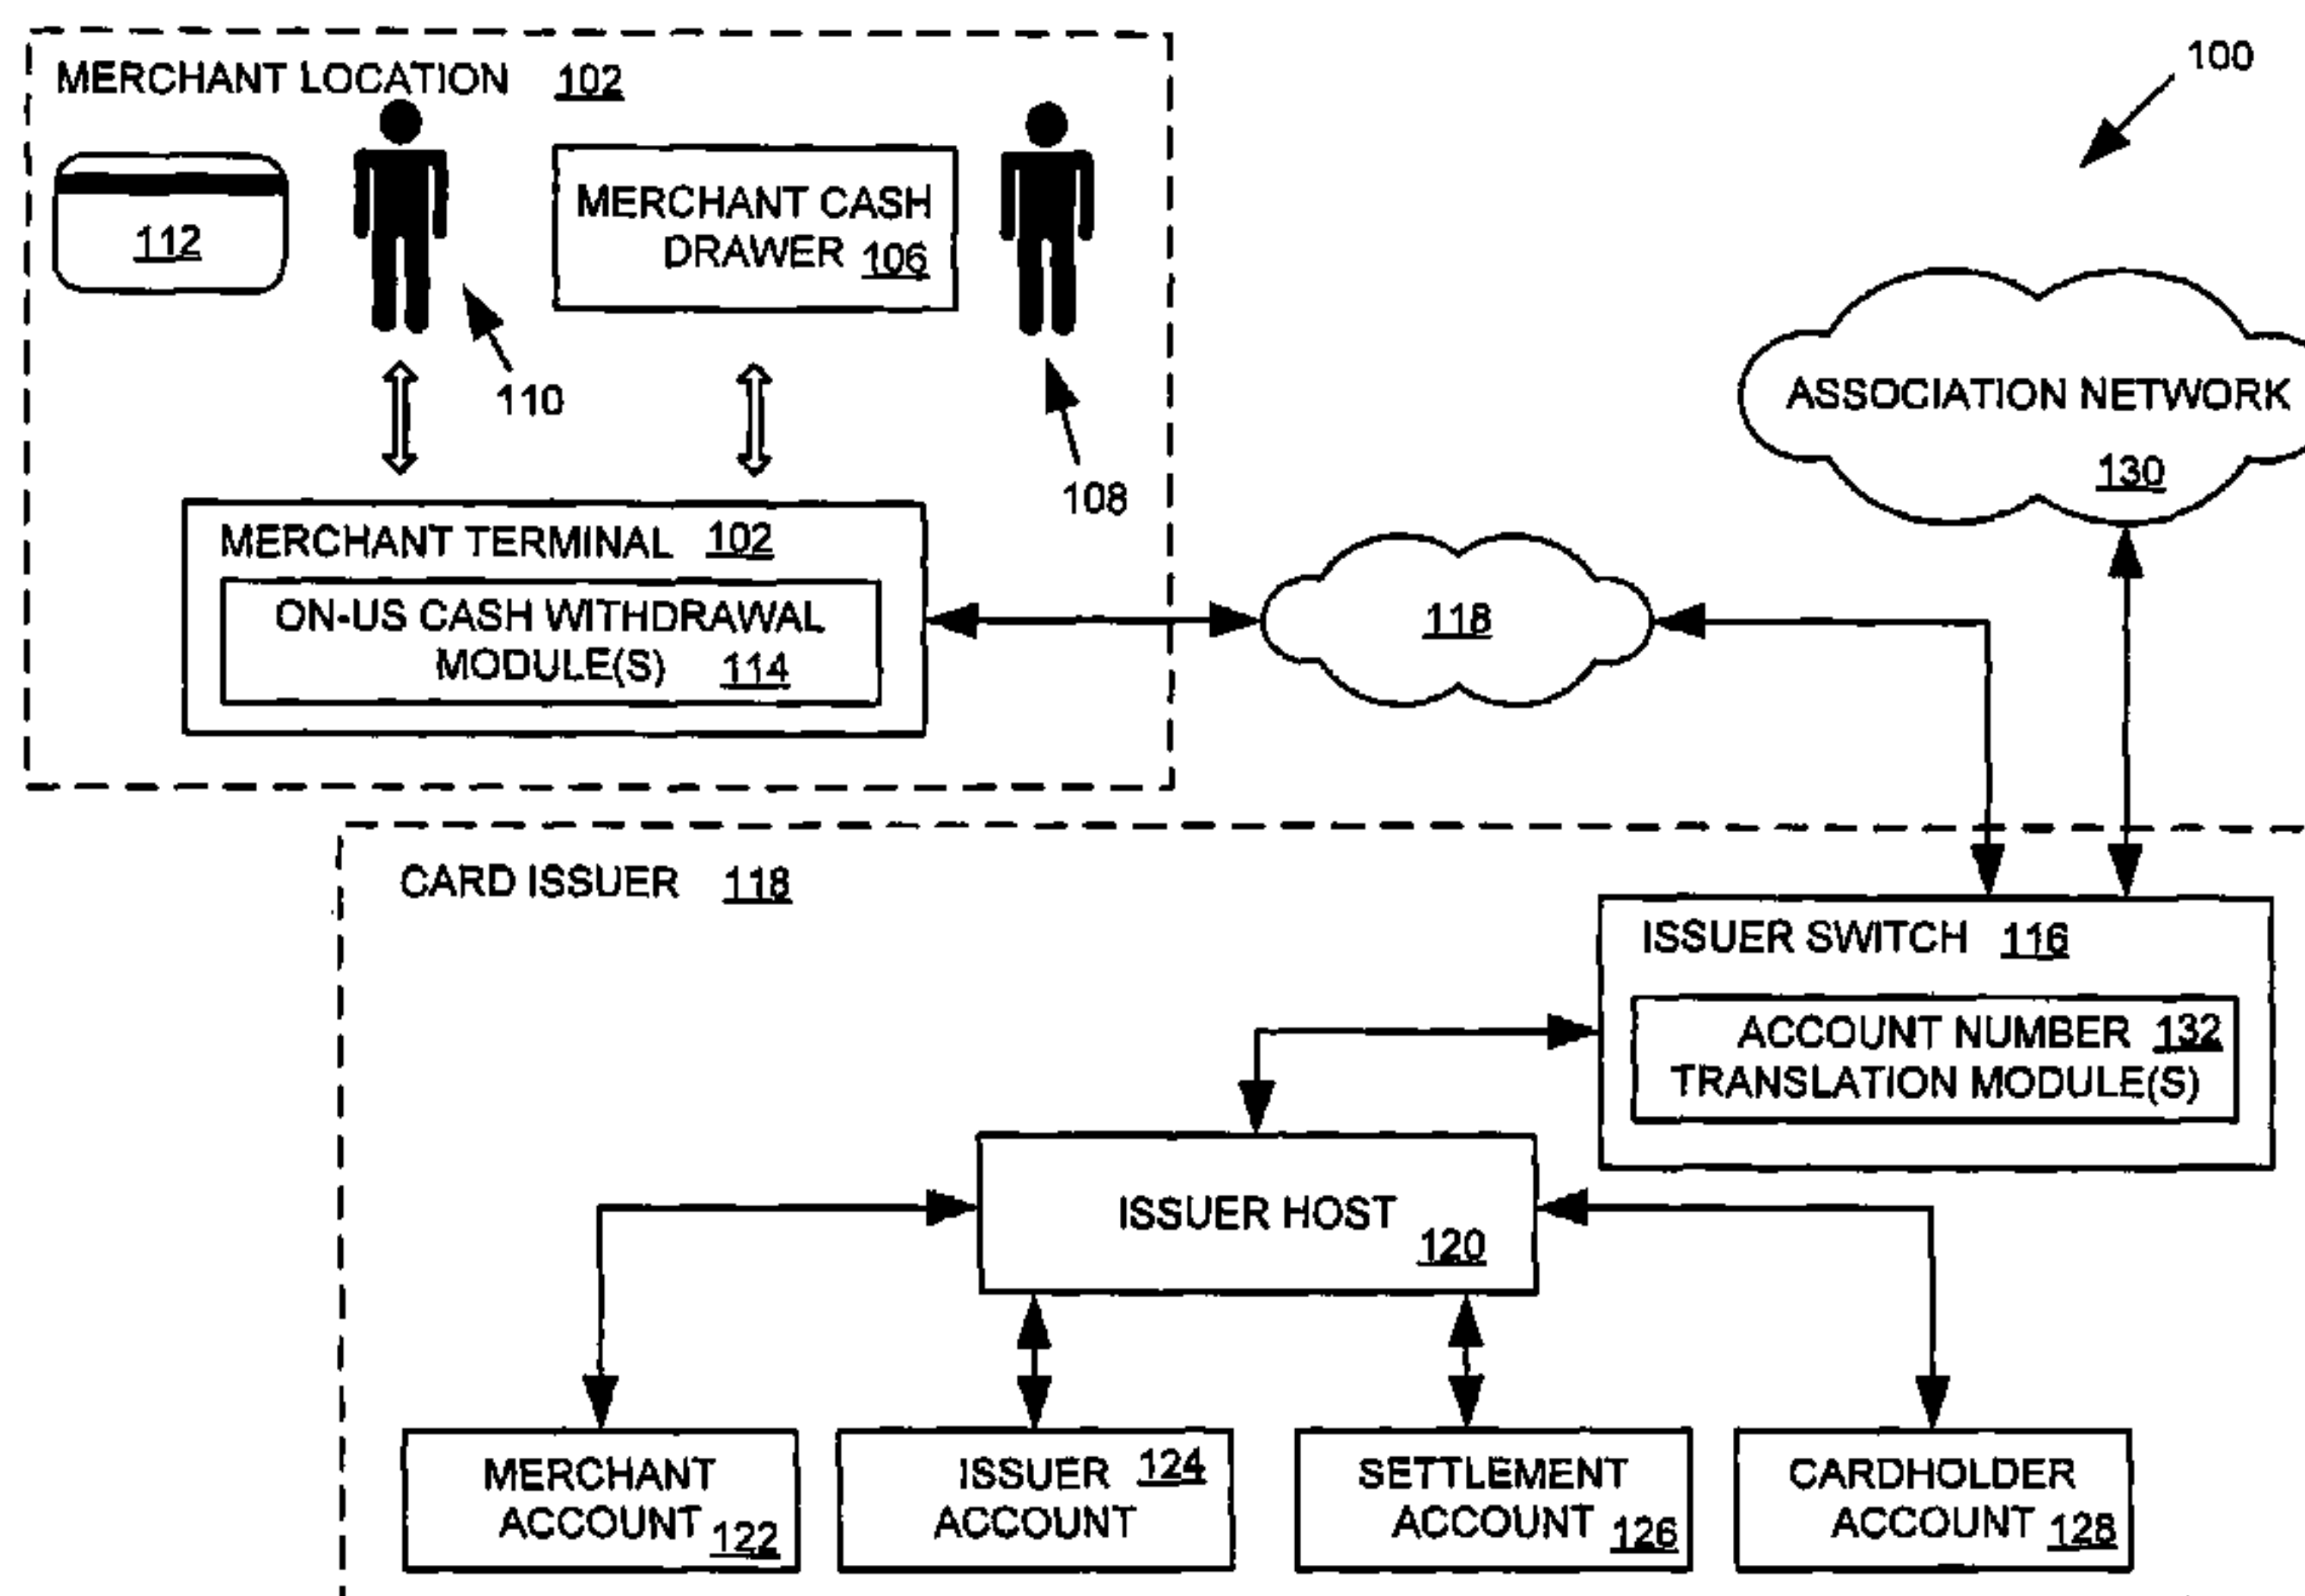 100
MERCHANT LOCATION 102
112
MERCHANT CASH
DRAWER 106
110
108
ASSOCIATION NETWORK
130
MERCHANT TERMINAL 102
ON-US CASH WITHDRAWAL
MODULE(S) 114
118
CARD ISSUER 118
ISSUER SWITCH 116
ACCOUNT NUMBER 132
TRANSLATION MODULE(S)
ISSUER HOST
120
MERCHANT
ACCOUNT 122
ISSUER 124
ACCOUNT
SETTLEMENT
ACCOUNT 126
CARDHOLDER
ACCOUNT 128